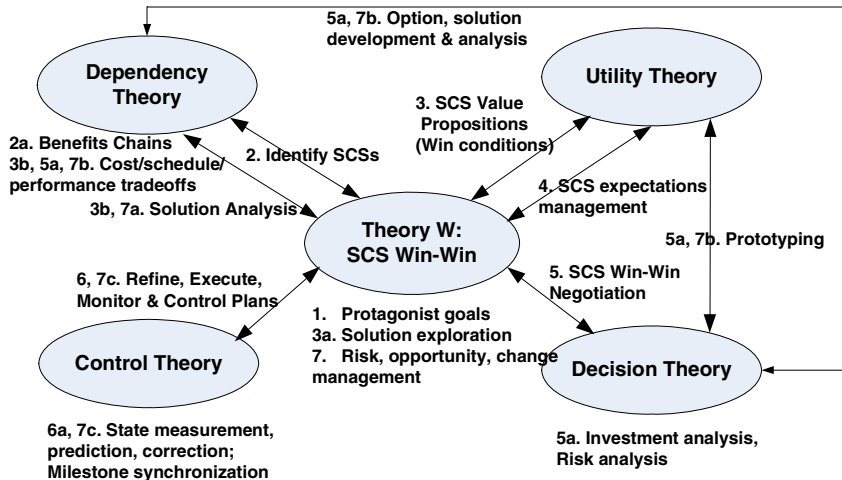 5a, 7b. Option, solution
development & analysis
Dependency
Theory
Utility Theory
3. SCS Value
Propositions
(Win conditions)
2a. Benefits Chains
3b, 5a, 7b. Cost/schedule/
performance tradeoffs
2. Identify SCSs
3b, 7a. Solution Analysis
4. SCS expectations
management
Theory W:
SCS Win-Win
5a, 7b. Prototyping
6, 7c. Refine, Execute,
Monitor & Control Plans
5. SCS Win-Win
Negotiation
1. Protagonist goals
3a. Solution exploration
7. Risk, opportunity, change
management
Control Theory
Decision Theory
6a, 7c. State measurement,
prediction, correction;
Milestone synchronization
5a. Investment analysis,
Risk analysis